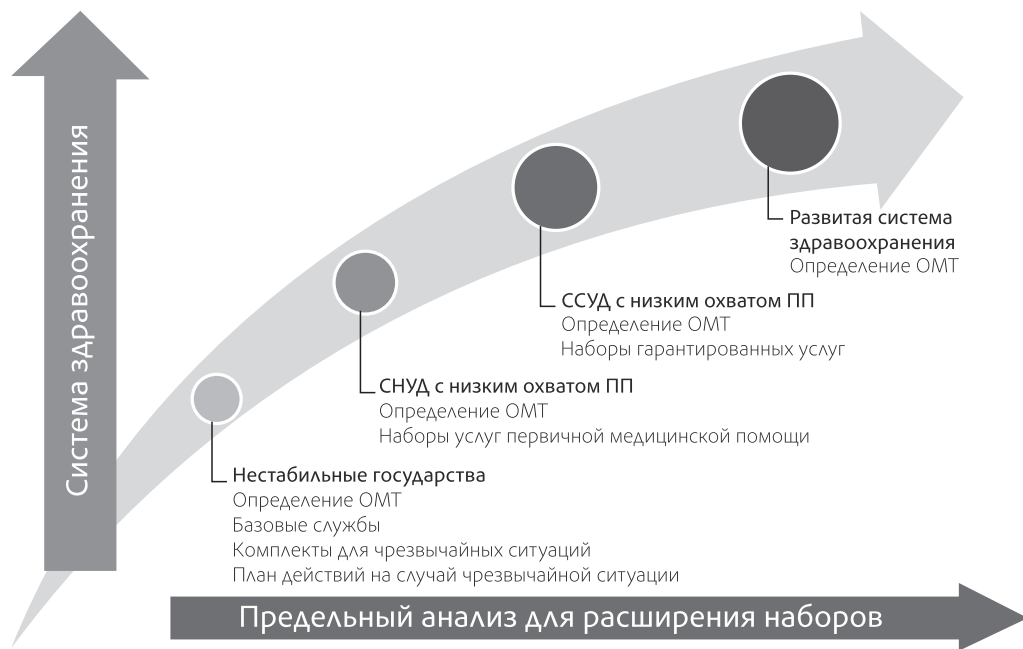 Система здравоохранения
Развитая система
здравоохранения
Определение ОМТ
ССУД с низким охватом ПП
Определение ОМТ
Наборы гарантированных услуг
СНУД с низким охватом ПП
Определение ОМТ
Наборы услуг первичной медицинской помощи
Нестабильные государства
Определение ОМТ
Базовые службы
Комплекты для чрезвычайных ситуаций
План действий на случай чрезвычайной ситуации
Предельный анализ для расширения наборов